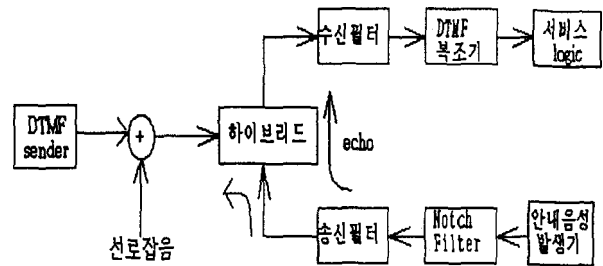 수신필터
DTMF
복조기
서비스
logic
DTMF
sender
+
하이브리드
echo
선로잡음
송신필터
Notch
Filter
안내음성
발생기